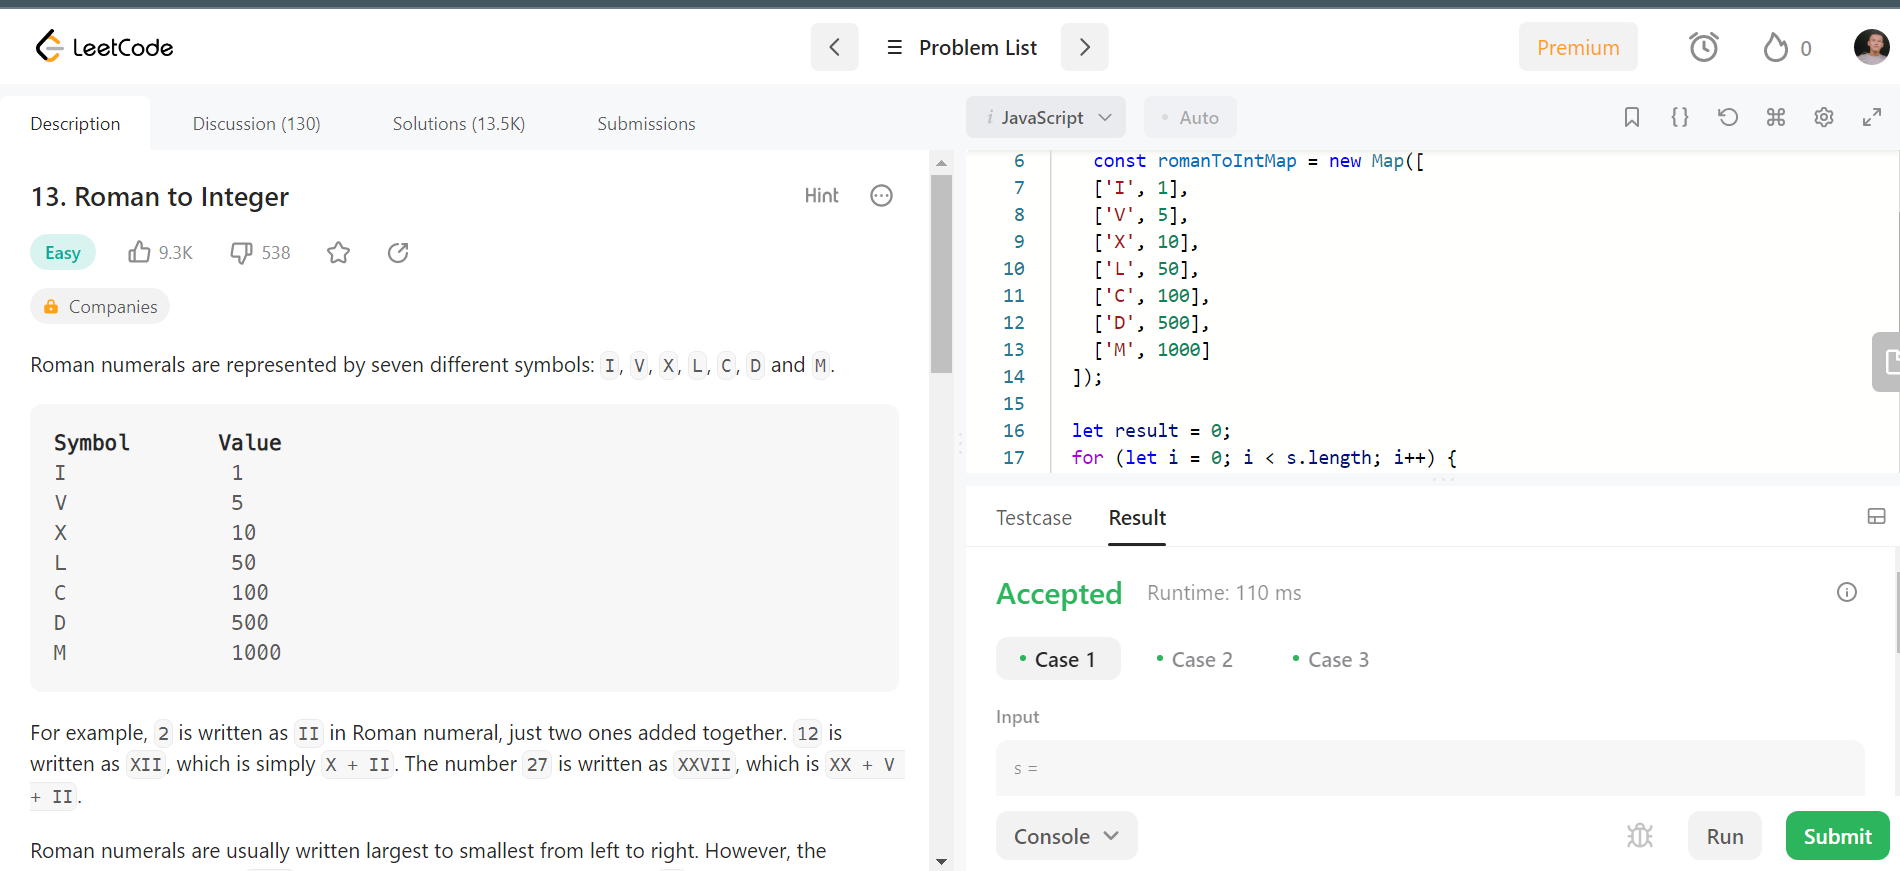 LeetCode
Problem List
Premium
0
Description Discussion (130) Solutions (13.5K) Submissions
13. Roman to Integer
Hint
Easy 9.3K 538
Companies
Roman numerals are represented by seven different symbols: I, V, X, L, C, D and M.
Symbol Value
I 1
V 5
X 10
L 50
C 100
D 500
M 1000
For example, 2 is written as II in Roman numeral, just two ones added together. 12 is
written as XII, which is simply X + II. The number 27 is written as XXVII, which is XX + V
+ II.
Roman numerals are usually written largest to smallest from left to right. However, the
i JavaScript • Auto
6 const romanToIntMap = new Map([
7 ['I', 1],
8 ['V', 5],
9 ['X', 10],
10 ['L', 50],
11 ['C', 100],
12 ['D', 500],
13 ['M', 1000]
14 ]);
15
16 let result = 0;
17 for (let i = 0; i < s.length; i++) {
Testcase Result
Accepted Runtime: 110 ms
• Case 1 • Case 2 • Case 3
Input
s =
Console Run Submit